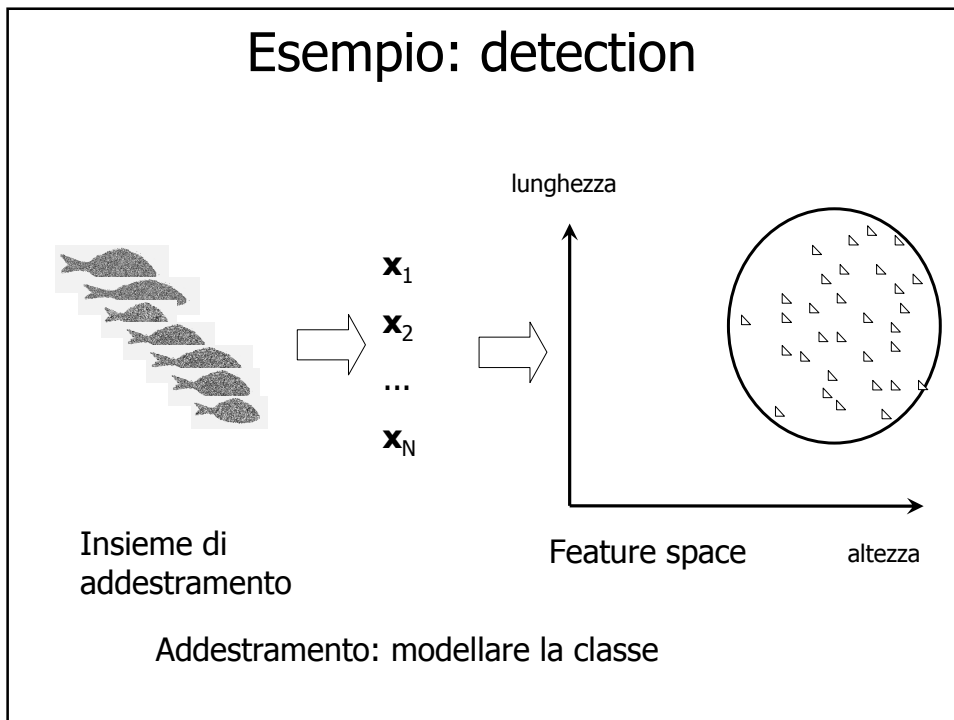 Esempio: detection
lunghezza
x1
x2
...
xN
Insieme di
addestramento
Feature space
altezza
Addestramento: modellare la classe